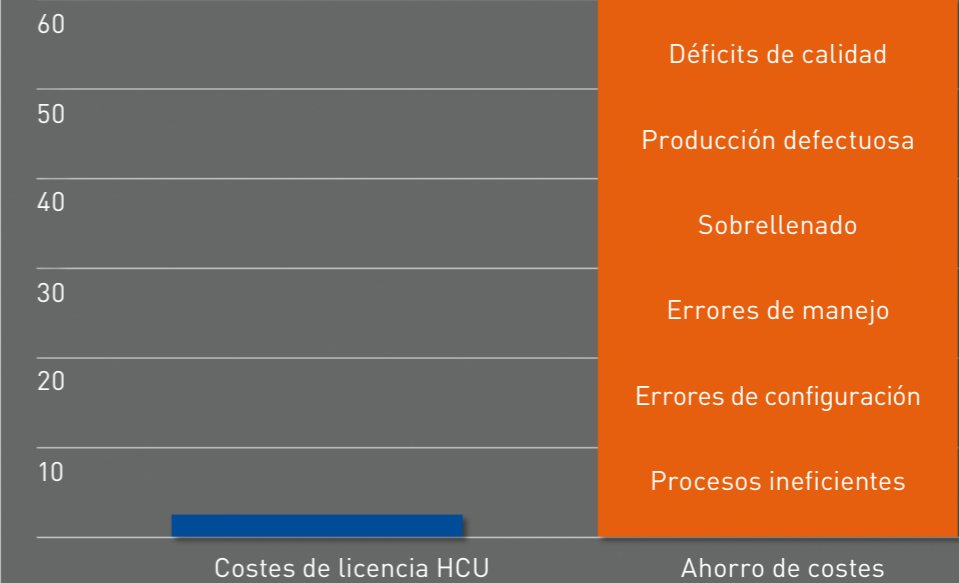 60
50
40
30
20
10
Déficits de calidad
Producción defectuosa
Sobrellenado
Errores de manejo
Errores de configuración
Procesos ineficientes
Costes de licencia HCU
Ahorro de costes